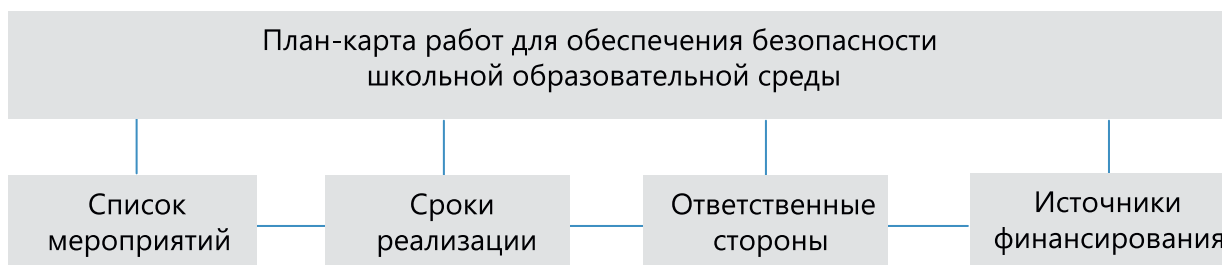 План-карта работ для обеспечения безопасности
школьной образовательной среды
Список
мероприятий
Сроки
реализации
Ответственные
стороны
Источники
финансирования